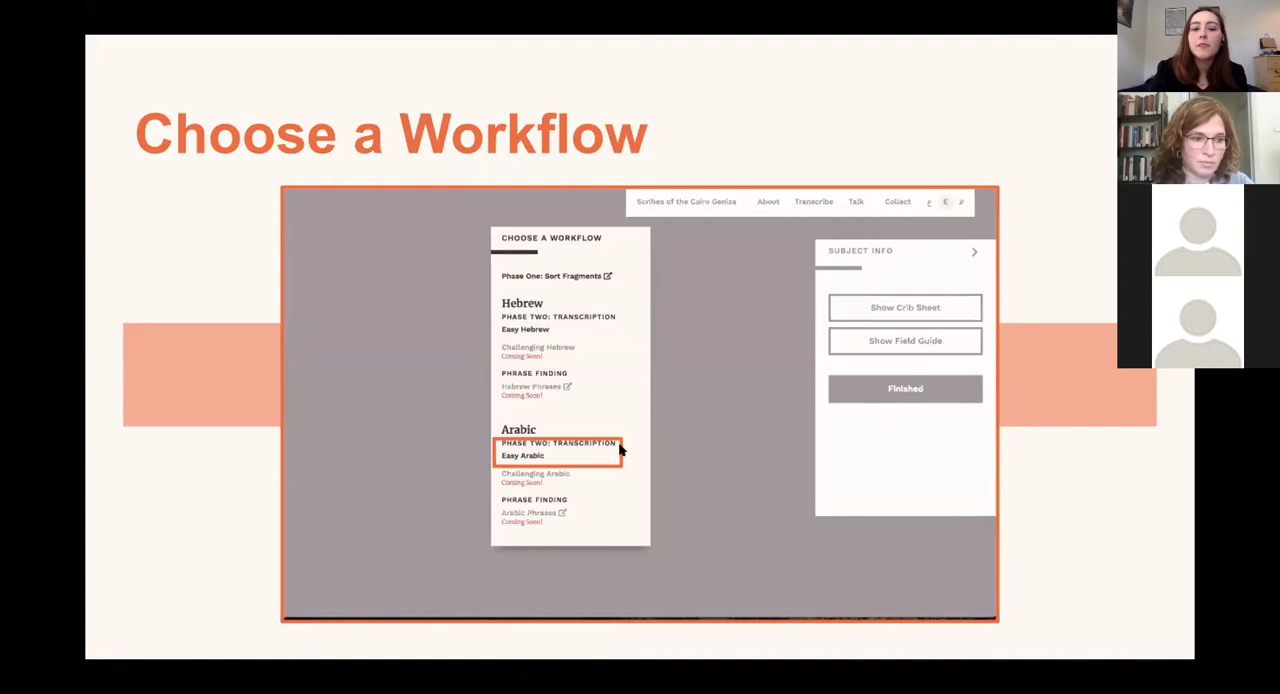 Choose a Workflow
Scribes of the Cairo Geniza About Transcribe Talk Collect ع E ע
CHOOSE A WORKFLOW
Phase One: Sort Fragments
Hebrew
PHASE TWO: TRANSCRIPTION
Easy Hebrew
Challenging Hebrew
Coming Soon!
PHRASE FINDING
Hebrew Phrases
Coming Soon!
Arabic
PHASE TWO: TRANSCRIPTION
Easy Arabic
Challenging Arabic
Coming Soon!
PHRASE FINDING
Arabic Phrases
Coming Soon!
SUBJECT INFO
Show Crib Sheet
Show Field Guide
Finished